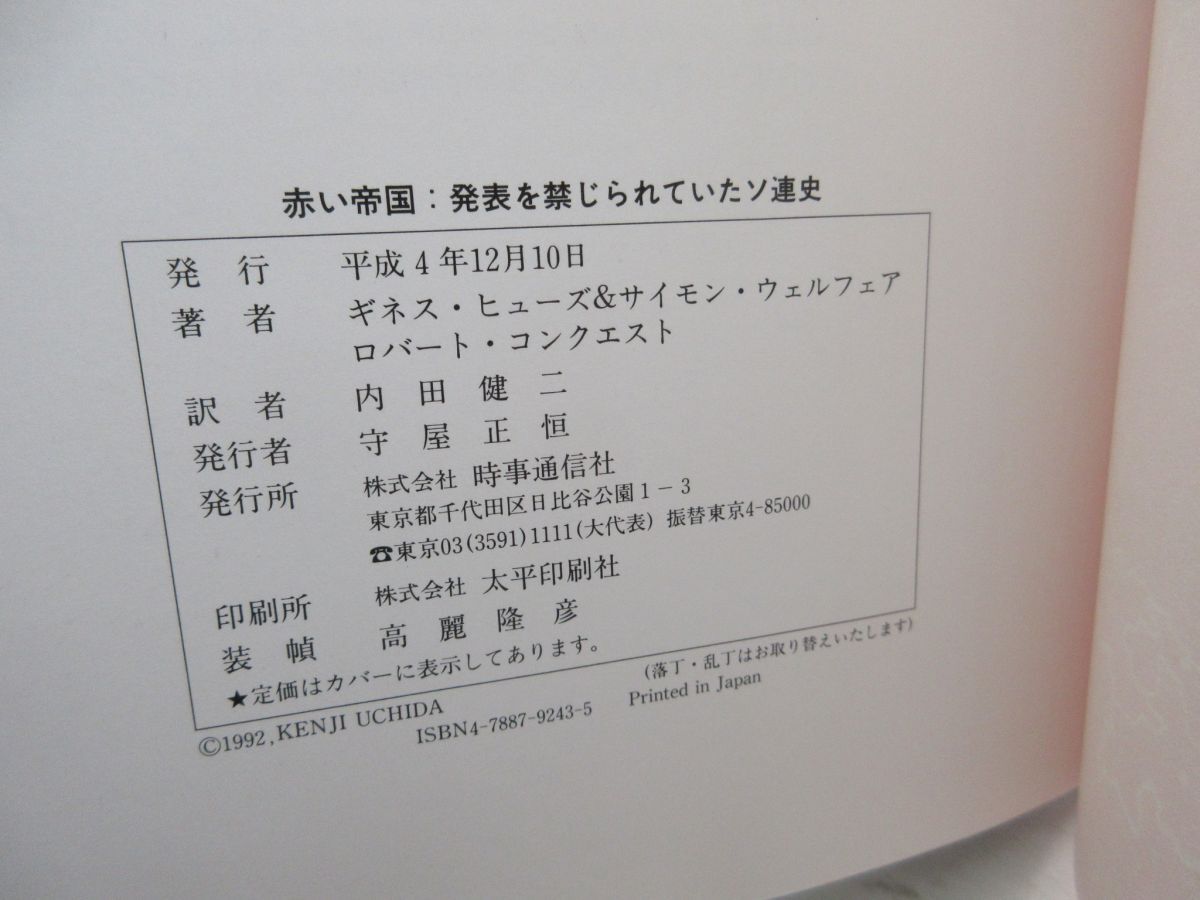 赤い帝国：発表を禁じられていたソ連史
発　行　平成4年12月10日
著　者　ギネス・ヒューズ&サイモン・ウェルフェア
ロバート・コンクエスト
訳　者　内田健二
発行者　守屋正恒
発行所　株式会社 時事通信社
東京都千代田区日比谷公園1－3
☎東京03(3591)1111(大代表) 振替東京4-85000
印刷所　株式会社 太平印刷社
装　幀　高麗隆彦
★定価はカバーに表示してあります。
(落丁・乱丁はお取り替えいたします)
©1992, KENJI UCHIDA
ISBN4-7887-9243-5 Printed in Japan